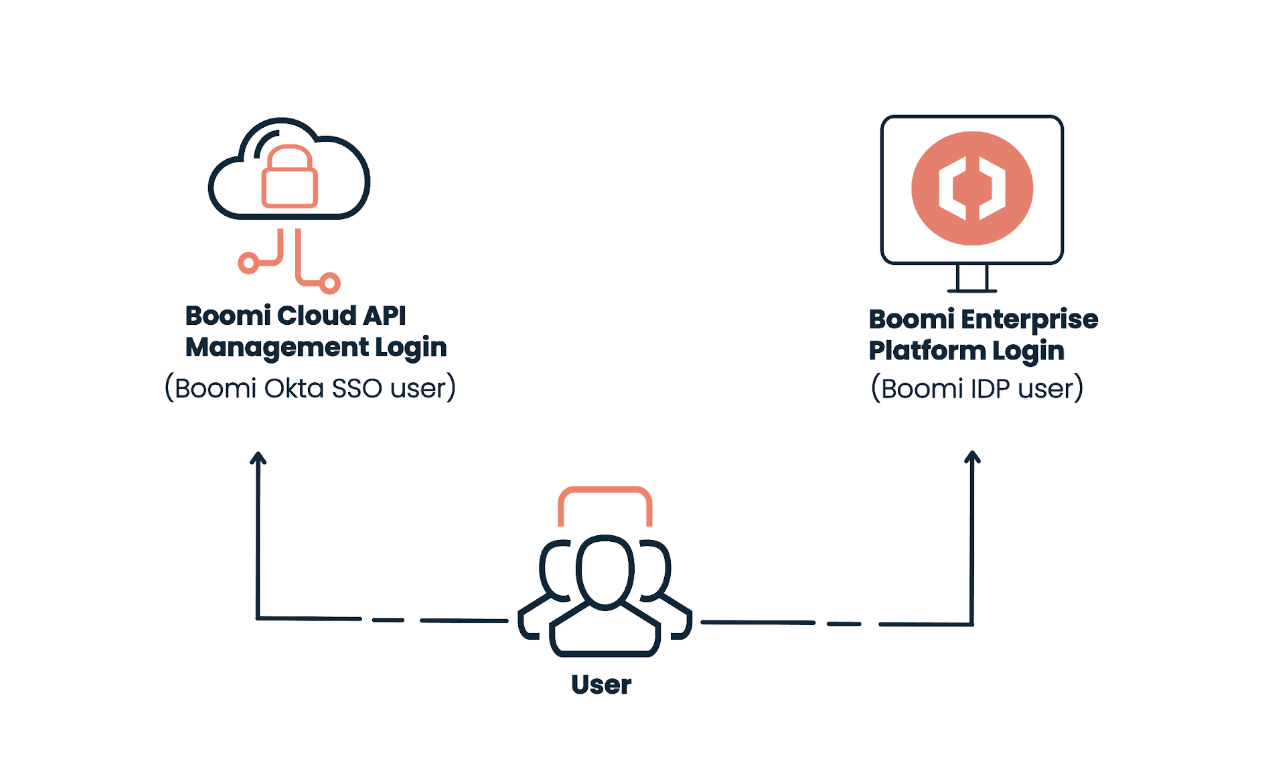 Boomi Cloud API
Management Login
(Boomi Okta SSO user)
Boomi Enterprise
Platform Login
(Boomi IDP user)
User